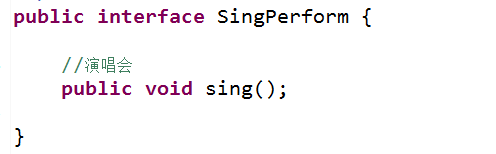 public interface SingPerform {
//演唱会
public void sing();
}